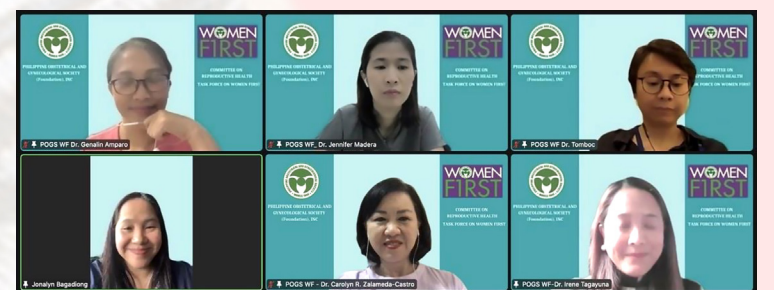 WOMEN
F1RST
PHILIPPINE OBSTETRICAL AND
GYNECOLOGICAL SOCIETY
(Foundation), INC
COMMITTEE ON
REPRODUCTIVE HEALTH
TASK FORCE ON WOMEN FIRST
POGS WF Dr. Genalin Amparo
WOMEN
F1RST
PHILIPPINE OBSTETRICAL AND
GYNECOLOGICAL SOCIETY
(Foundation), INC
COMMITTEE ON
REPRODUCTIVE HEALTH
TASK FORCE ON WOMEN FIRST
POGS WF_ Dr. Jennifer Madera
WOMEN
F1RST
PHILIPPINE OBSTETRICAL AND
GYNECOLOGICAL SOCIETY
(Foundation), INC
COMMITTEE ON
REPRODUCTIVE HEALTH
TASK FORCE ON WOMEN FIRST
POGS WF Dr. Tomboc
Jonalyn Bagadiong
WOMEN
F1RST
PHILIPPINE OBSTETRICAL AND
GYNECOLOGICAL SOCIETY
(Foundation), INC
COMMITTEE ON
REPRODUCTIVE HEALTH
TASK FORCE ON WOMEN FIRST
POGS WF - Dr. Carolyn R. Zalameda-Castro
WOMEN
F1RST
PHILIPPINE OBSTETRICAL AND
GYNECOLOGICAL SOCIETY
(Foundation), INC
COMMITTEE ON
REPRODUCTIVE HEALTH
TASK FORCE ON WOMEN FIRST
POGS WF-Dr. Irene Tagayuna